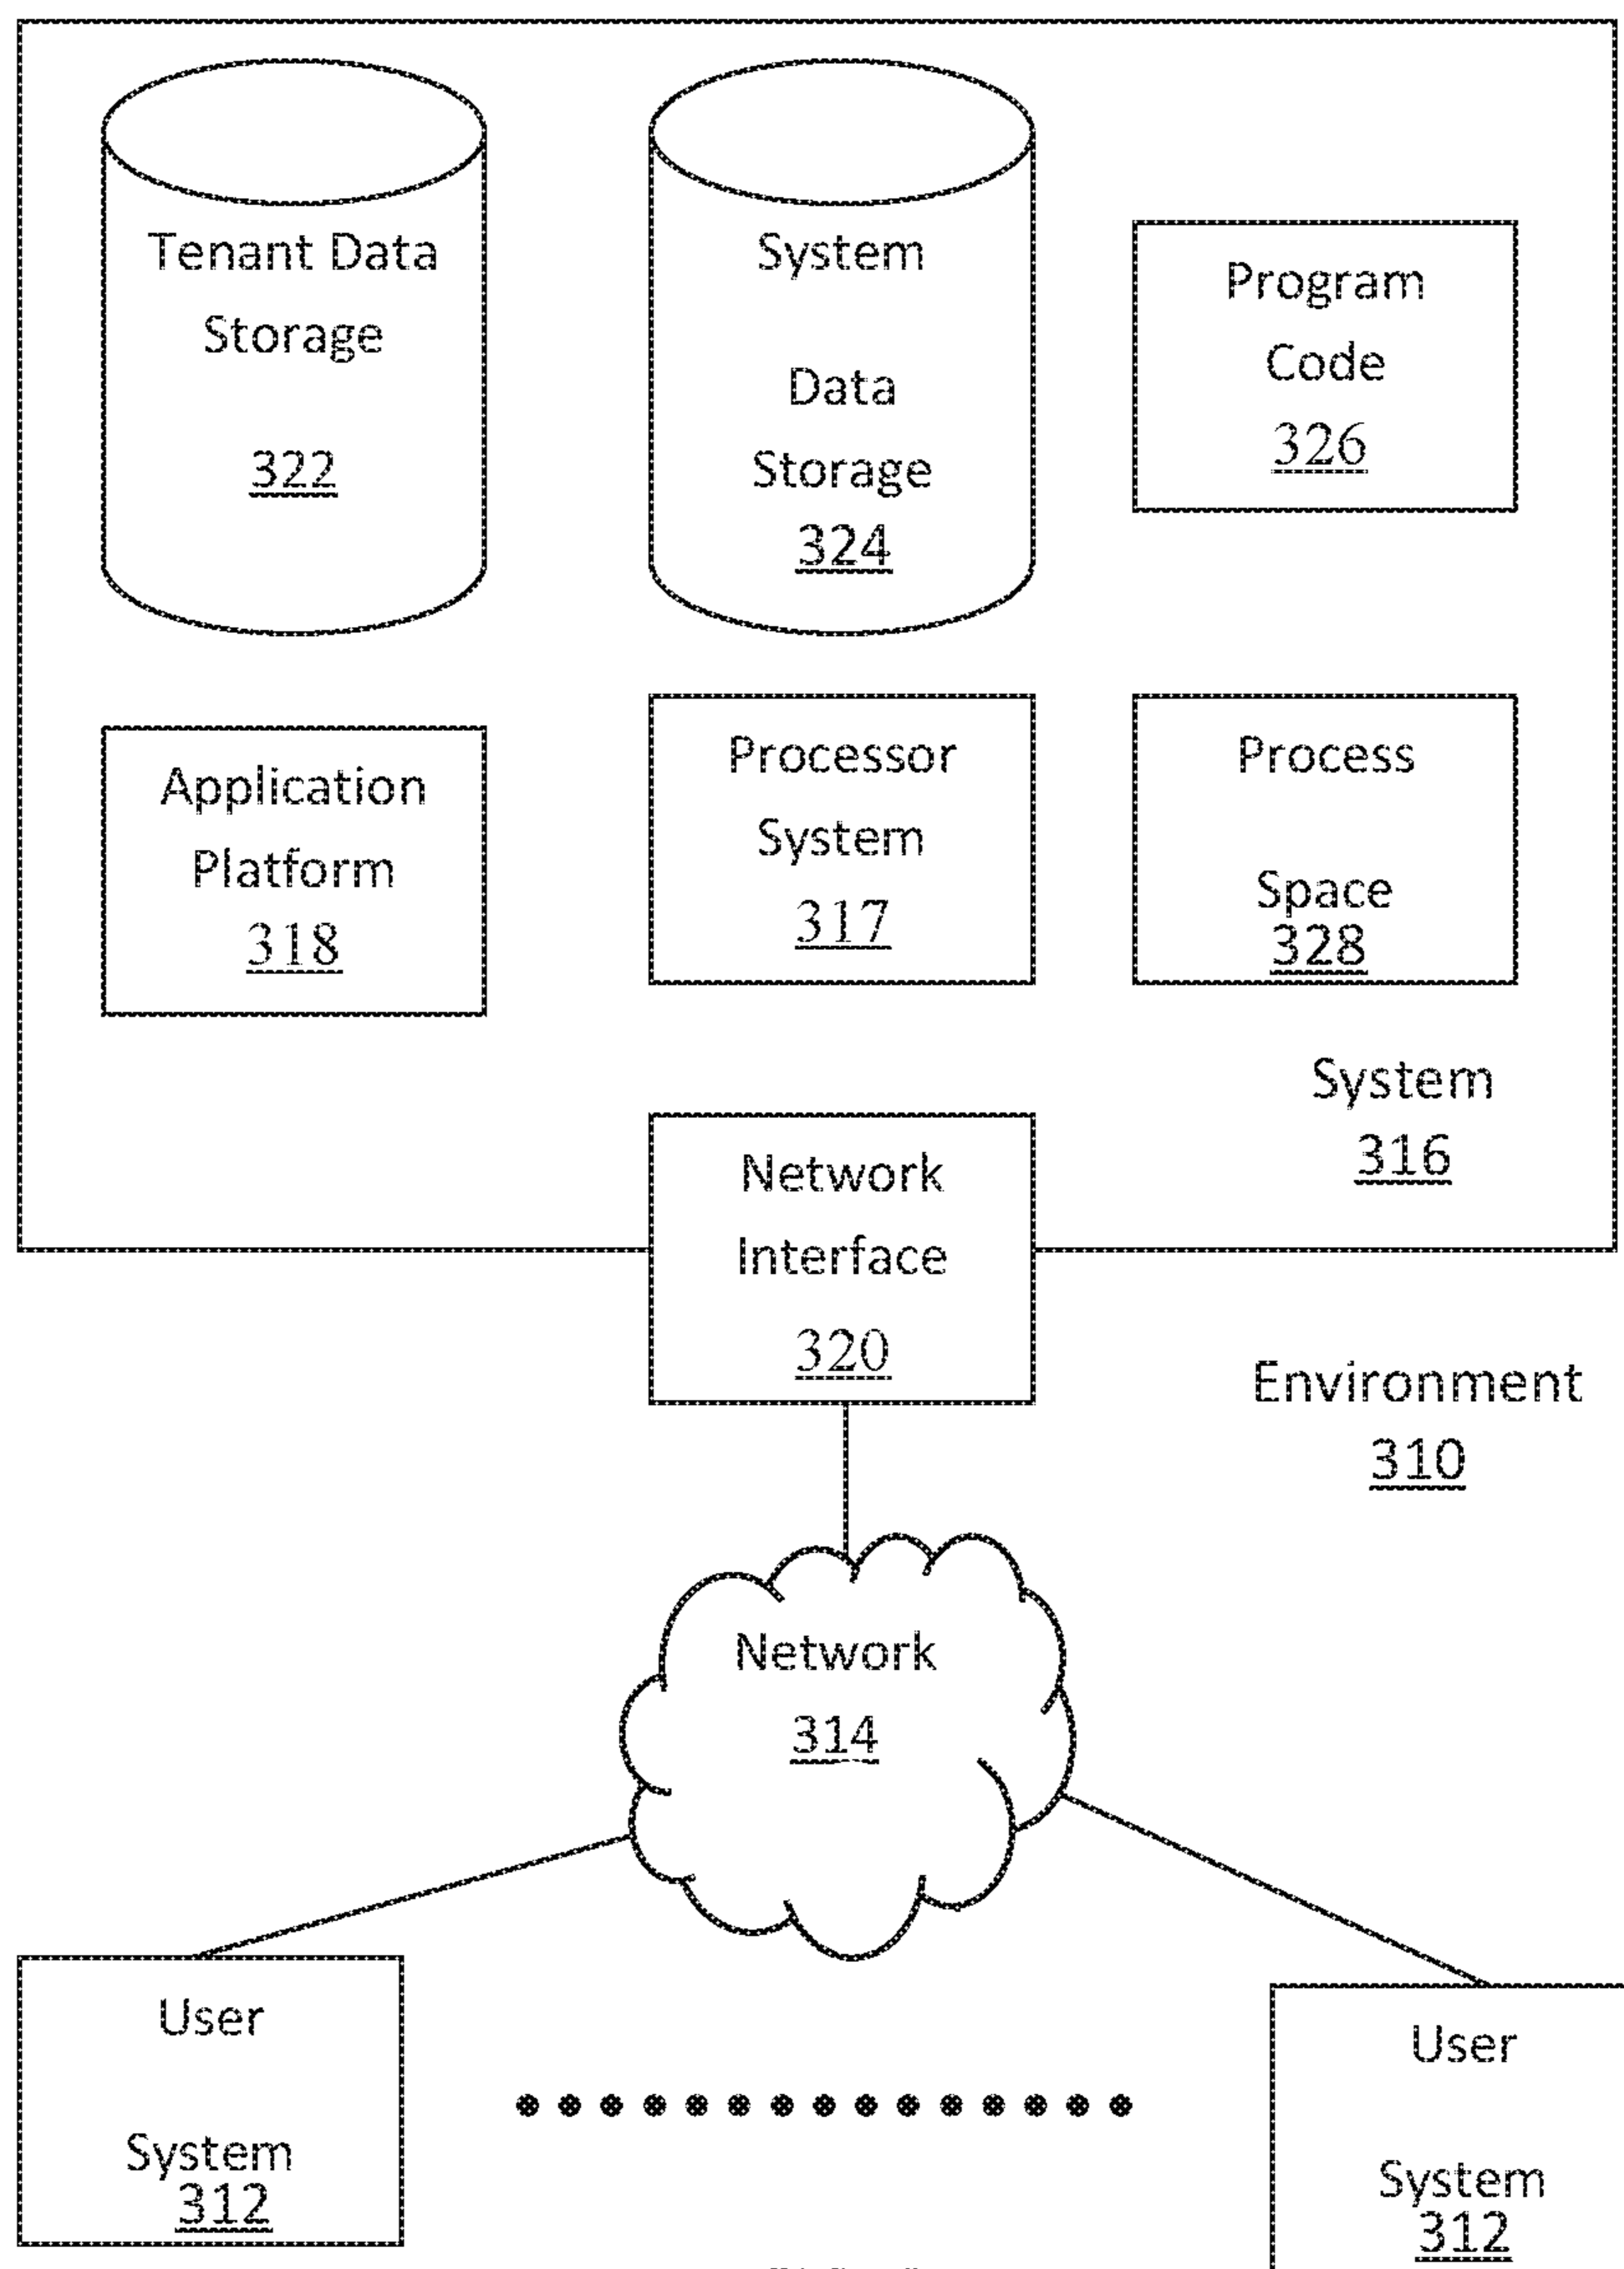 Tenant Data
Storage
322
System
Data
Storage
324
Program
Code
326
Application
Platform
318
Processor
System
317
Process
Space
328
System
316
Network
Interface
320
Environment
310
Network
314
User
System
312
User
System
312